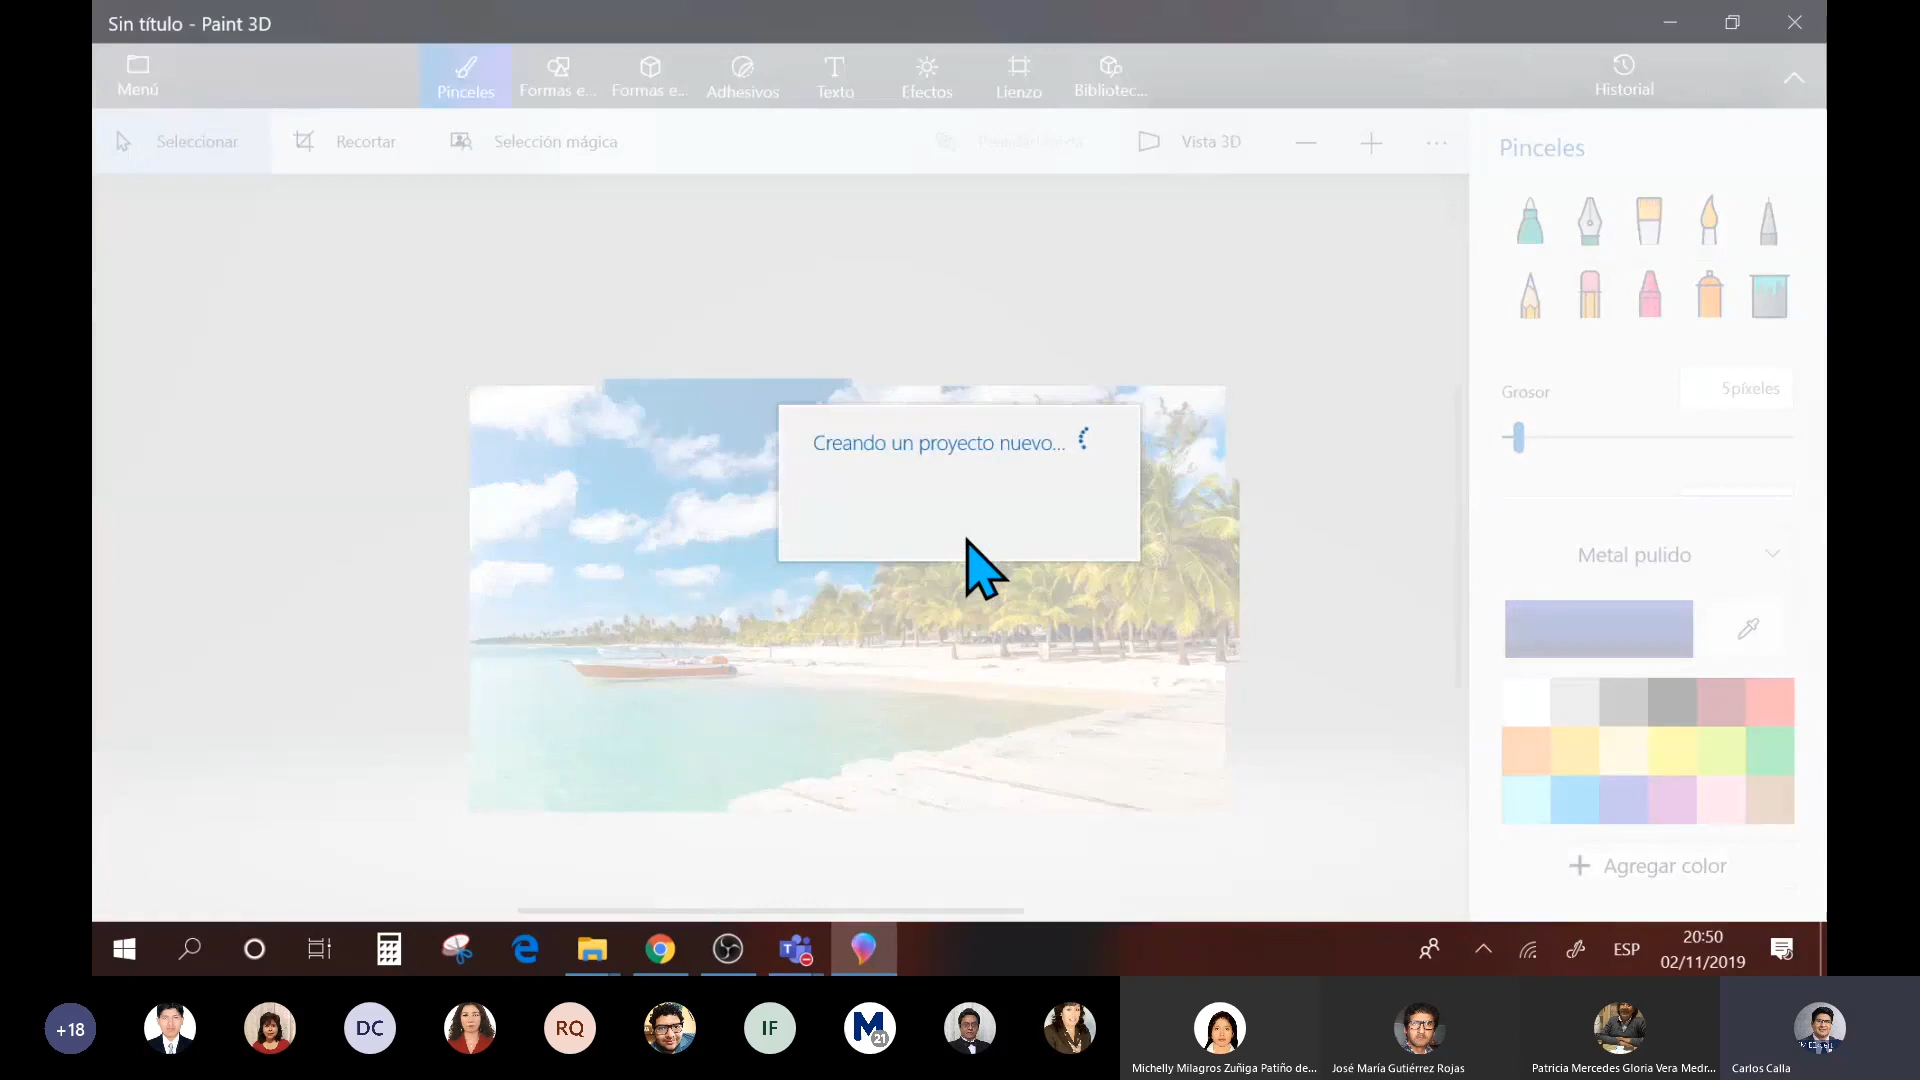 Sin título - Paint 3D
Menú
Pinceles
Formas e...
Formas e...
Adhesivos
Texto
Efectos
Lienzo
Bibliotec...
Historial
Seleccionar
Recortar
Selección mágica
Vista 3D
Pinceles
Grosor
5píxeles
Creando un proyecto nuevo...
Metal pulido
Agregar color
ESP
20:50
02/11/2019
+18
DC
RQ
IF
M
21
Michelly Milagros Zuñiga Patiño de...
José María Gutiérrez Rojas
Patricia Mercedes Gloria Vera Medr...
Carlos Calla